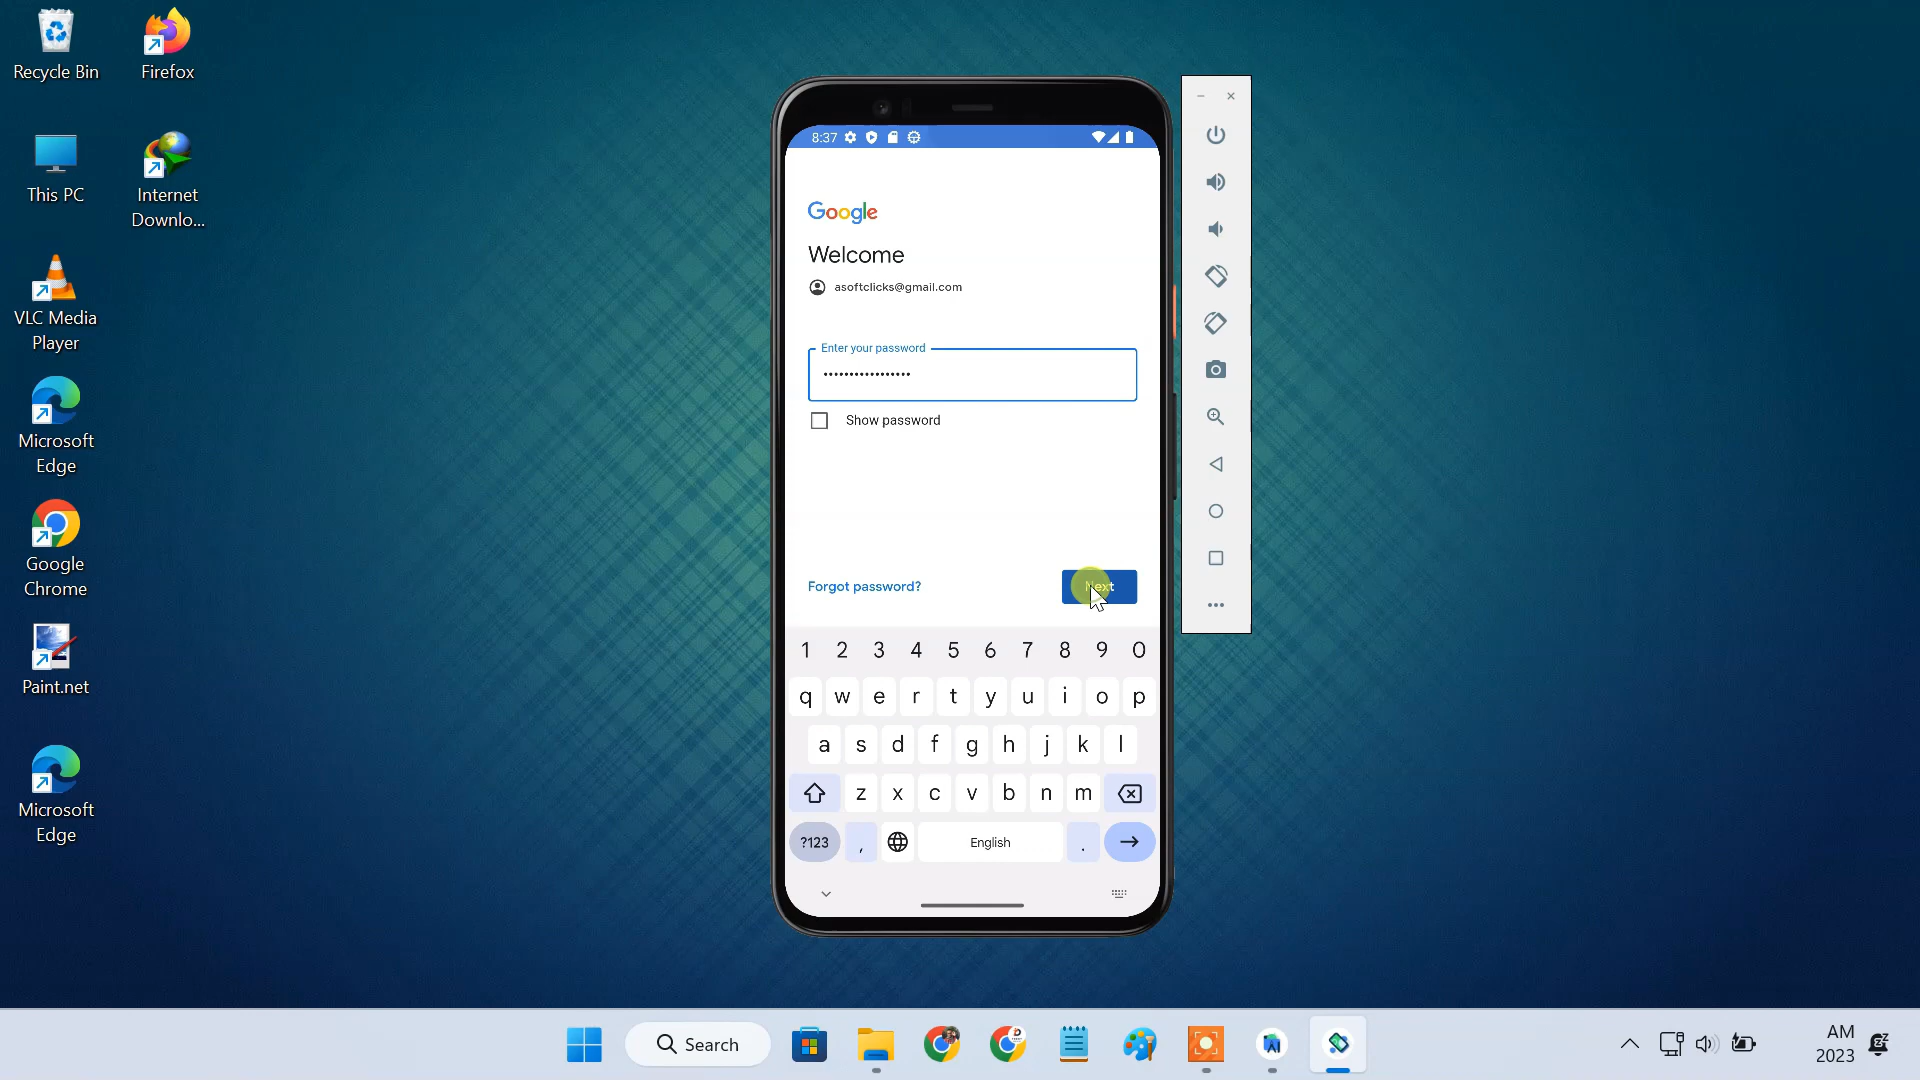 Recycle Bin
Firefox
This PC
Internet
Downlo...
VLC Media
Player
Microsoft
Edge
Google
Chrome
Paint.net
Microsoft
Edge
8:37
Google
Welcome
asoftclicks@gmail.com
Enter your password
•••••••••••••••••
Show password
Forgot password?
Next
1 2 3 4 5 6 7 8 9 0
q w e r t y u i o p
a s d f g h j k l
z x c v b n m
?123 , English .
Search
AM
2023